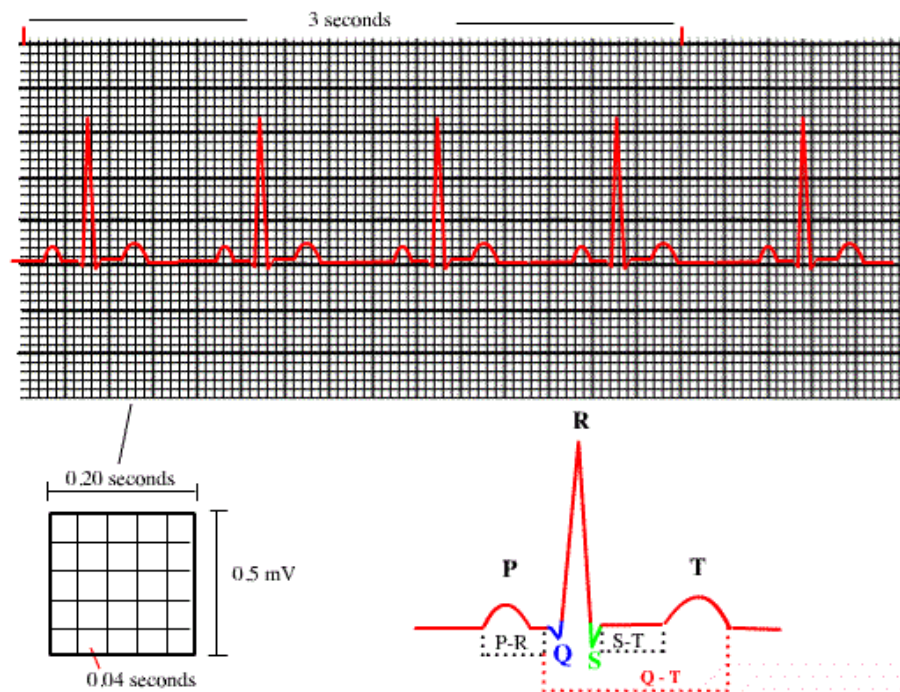 3 seconds
R
0.20 seconds
P
T
0.5 mV
P-R
Q
S
S-T
Q - T
0.04 seconds